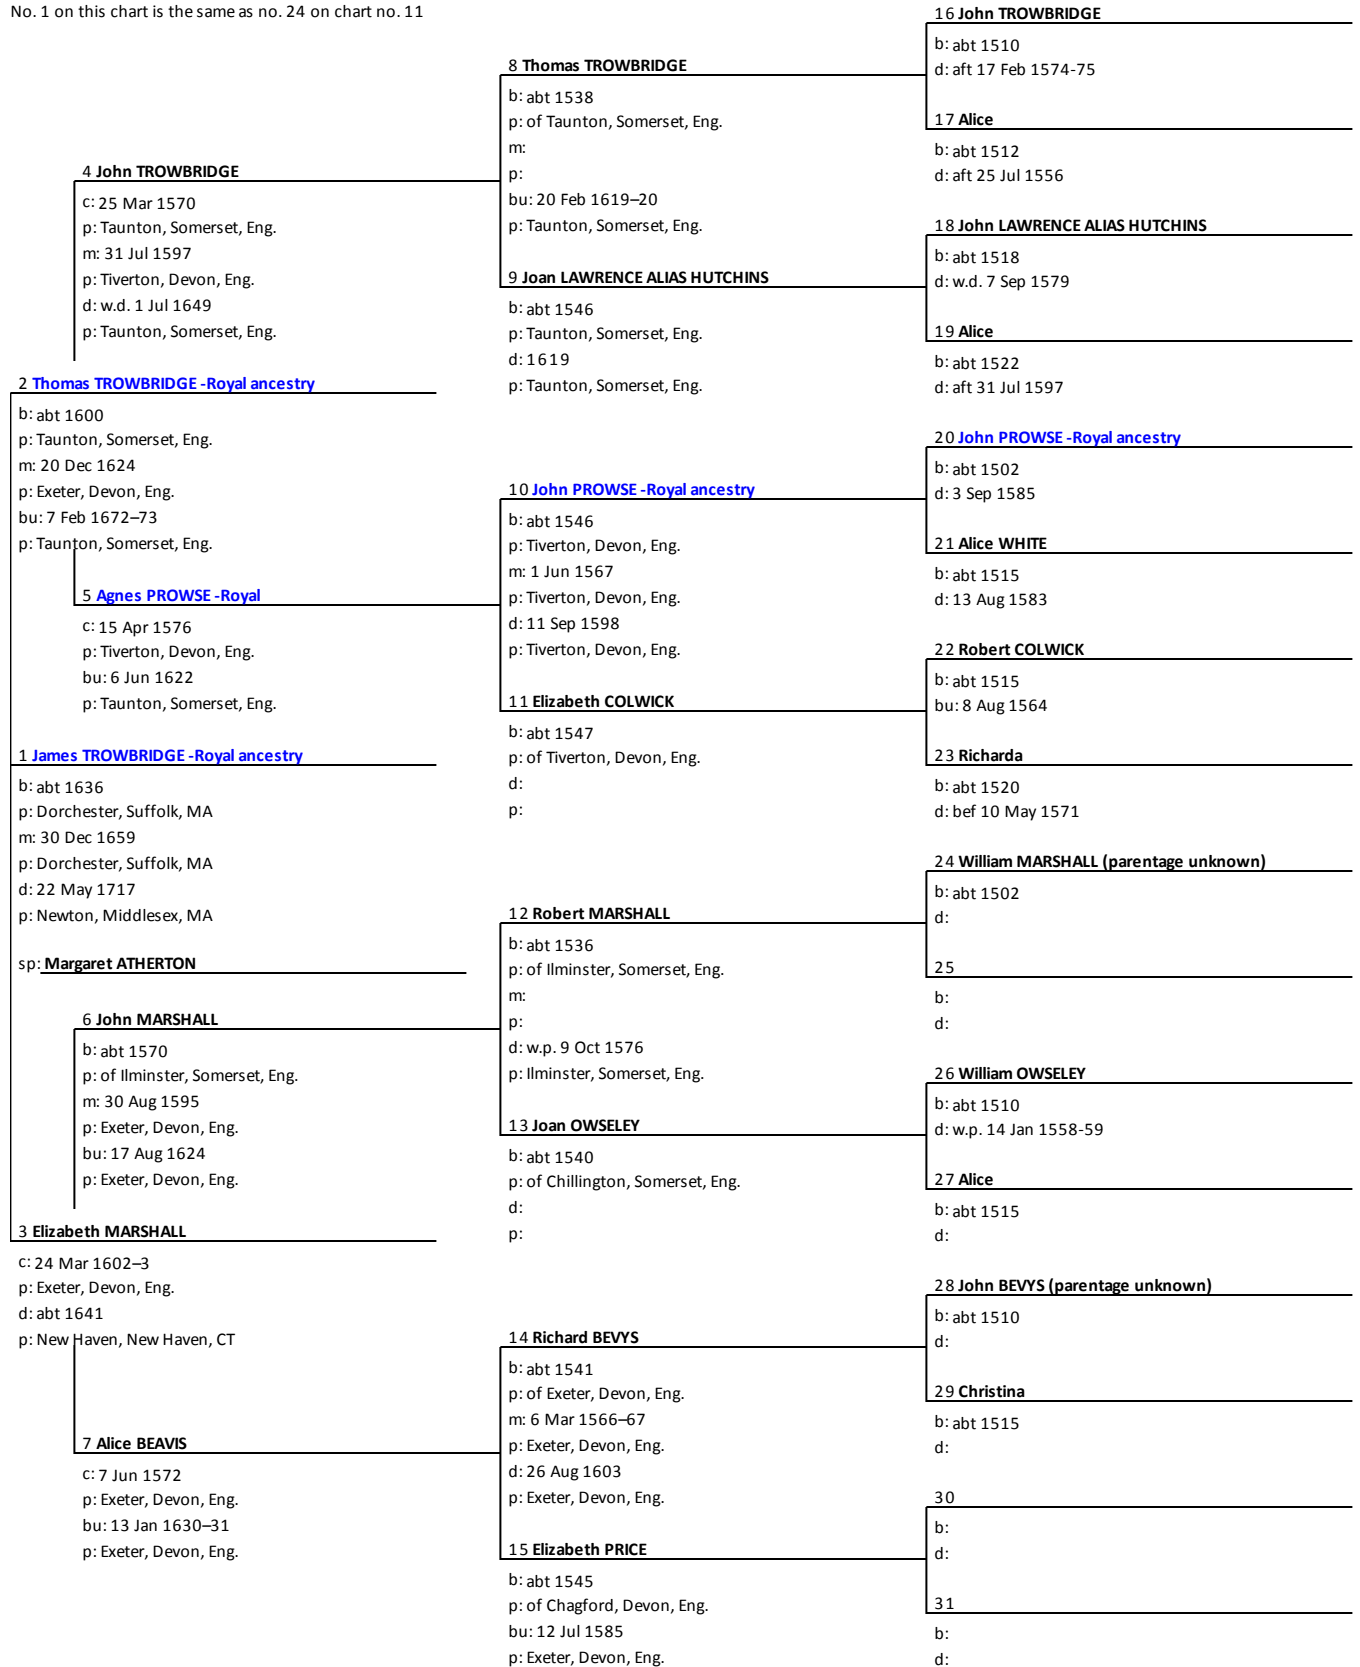 No. 1 on this chart is the same as no. 24 on chart no. 11
4 John TROWBRIDGE
c: 25 Mar 1570
p: Taunton, Somerset, Eng.
m: 31 Jul 1597
p: Tiverton, Devon, Eng.
d: w.d. 1 Jul 1649
p: Taunton, Somerset, Eng.
2 Thomas TROWBRIDGE -Royal ancestry
b: abt 1600
p: Taunton, Somerset, Eng.
m: 20 Dec 1624
p: Exeter, Devon, Eng.
bu: 7 Feb 1672–73
p: Taunton, Somerset, Eng.
5 Agnes PROWSE -Royal
c: 15 Apr 1576
p: Tiverton, Devon, Eng.
bu: 6 Jun 1622
p: Taunton, Somerset, Eng.
1 James TROWBRIDGE -Royal ancestry
b: abt 1636
p: Dorchester, Suffolk, MA
m: 30 Dec 1659
p: Dorchester, Suffolk, MA
d: 22 May 1717
p: Newton, Middlesex, MA
sp: Margaret ATHERTON
6 John MARSHALL
b: abt 1570
p: of Ilminster, Somerset, Eng.
m: 30 Aug 1595
p: Exeter, Devon, Eng.
bu: 17 Aug 1624
p: Exeter, Devon, Eng.
3 Elizabeth MARSHALL
c: 24 Mar 1602–3
p: Exeter, Devon, Eng.
d: abt 1641
p: New Haven, New Haven, CT
7 Alice BEAVIS
c: 7 Jun 1572
p: Exeter, Devon, Eng.
bu: 13 Jan 1630–31
p: Exeter, Devon, Eng.
8 Thomas TROWBRIDGE
b: abt 1538
p: of Taunton, Somerset, Eng.
m:
p:
bu: 20 Feb 1619–20
p: Taunton, Somerset, Eng.
9 Joan LAWRENCE ALIAS HUTCHINS
b: abt 1546
p: Taunton, Somerset, Eng.
d: 1619
p: Taunton, Somerset, Eng.
10 John PROWSE -Royal ancestry
b: abt 1546
p: Tiverton, Devon, Eng.
m: 1 Jun 1567
p: Tiverton, Devon, Eng.
d: 11 Sep 1598
p: Tiverton, Devon, Eng.
11 Elizabeth COLWICK
b: abt 1547
p: of Tiverton, Devon, Eng.
d:
p:
12 Robert MARSHALL
b: abt 1536
p: of Ilminster, Somerset, Eng.
m:
p:
d: w.p. 9 Oct 1576
p: Ilminster, Somerset, Eng.
13 Joan OWSELEY
b: abt 1540
p: of Chillington, Somerset, Eng.
d:
p:
14 Richard BEVYS
b: abt 1541
p: of Exeter, Devon, Eng.
m: 6 Mar 1566–67
p: Exeter, Devon, Eng.
d: 26 Aug 1603
p: Exeter, Devon, Eng.
15 Elizabeth PRICE
b: abt 1545
p: of Chagford, Devon, Eng.
bu: 12 Jul 1585
p: Exeter, Devon, Eng.
16 John TROWBRIDGE
b: abt 1510
d: aft 17 Feb 1574-75
17 Alice
b: abt 1512
d: aft 25 Jul 1556
18 John LAWRENCE ALIAS HUTCHINS
b: abt 1518
d: w.d. 7 Sep 1579
19 Alice
b: abt 1522
d: aft 31 Jul 1597
20 John PROWSE -Royal ancestry
b: abt 1502
d: 3 Sep 1585
21 Alice WHITE
b: abt 1515
d: 13 Aug 1583
22 Robert COLWICK
b: abt 1515
bu: 8 Aug 1564
23 Richarda
b: abt 1520
d: bef 10 May 1571
24 William MARSHALL (parentage unknown)
b: abt 1502
d:
25
b:
d:
26 William OWSELEY
b: abt 1510
d: w.p. 14 Jan 1558-59
27 Alice
b: abt 1515
d:
28 John BEVYS (parentage unknown)
b: abt 1510
d:
29 Christina
b: abt 1515
d:
30
b:
d:
31
b:
d: